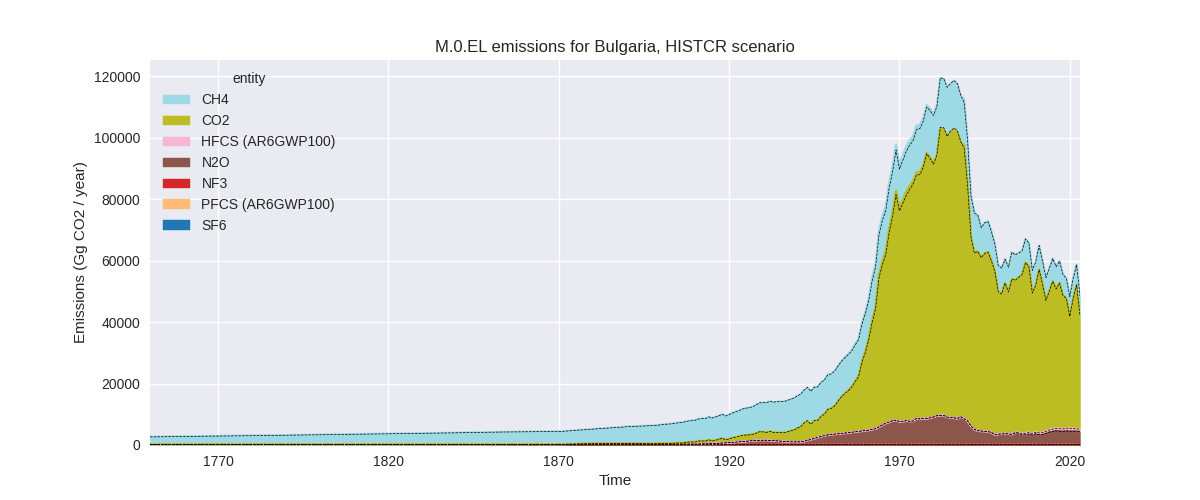 M.0.EL emissions for Bulgaria, HISTCR scenario
Emissions (Gg CO2 / year)
120000
100000
80000
60000
40000
20000
0
entity
CH4
CO2
HFCS (AR6GWP100)
N2O
NF3
PFCS (AR6GWP100)
SF6
1770 1820 1870 1920 1970 2020
Time